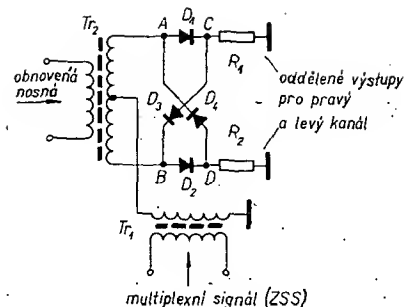 Tr2
A
D1
C
R1
obnovená
nosná
D3
D4
oddělené výstupy
pro pravý
a levý kanál
R2
B
D2
D
Tr1
multiplexní signál (ZSS)